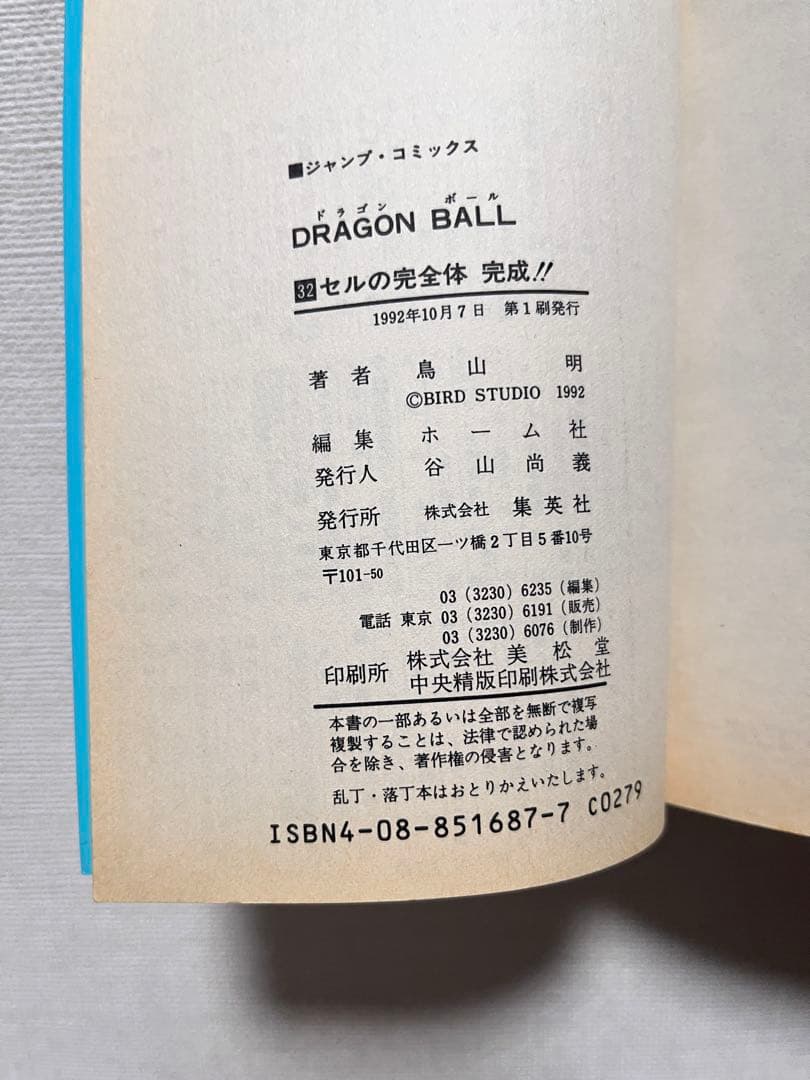 ■ジャンプ・コミックス
ドラゴン ボール
DRAGON BALL
32 セルの完全体 完成!!
1992年10月7日 第1刷発行
著者 鳥山 明
©BIRD STUDIO 1992
編集 ホーム社
発行人 谷山尚義
発行所 株式会社 集英社
東京都千代田区一ツ橋2丁目5番10号
〒101-50
03 (3230) 6235 (編集)
電話 東京 03 (3230) 6191 (販売)
03 (3230) 6076 (制作)
印刷所 株式会社 美松堂
中央精版印刷株式会社
本書の一部あるいは全部を無断で複写
複製することは、法律で認められた場
合を除き、著作権の侵害となります。
乱丁・落丁本はおとりかえいたします。
ISBN4-08-851687-7 C0279